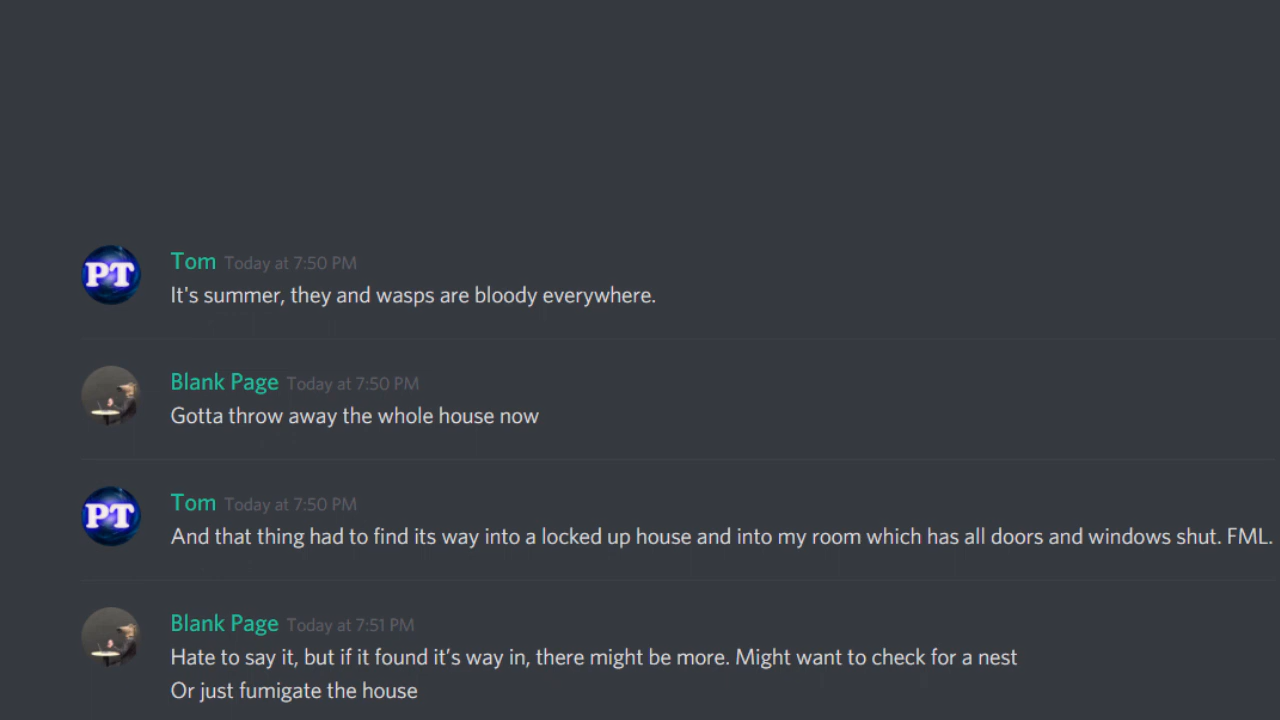 PT
Tom Today at 7:50 PM
It's summer, they and wasps are bloody everywhere.
Blank Page Today at 7:50 PM
Gotta throw away the whole house now
PT
Tom Today at 7:50 PM
And that thing had to find its way into a locked up house and into my room which has all doors and windows shut. FML.
Blank Page Today at 7:51 PM
Hate to say it, but if it found it’s way in, there might be more. Might want to check for a nest
Or just fumigate the house